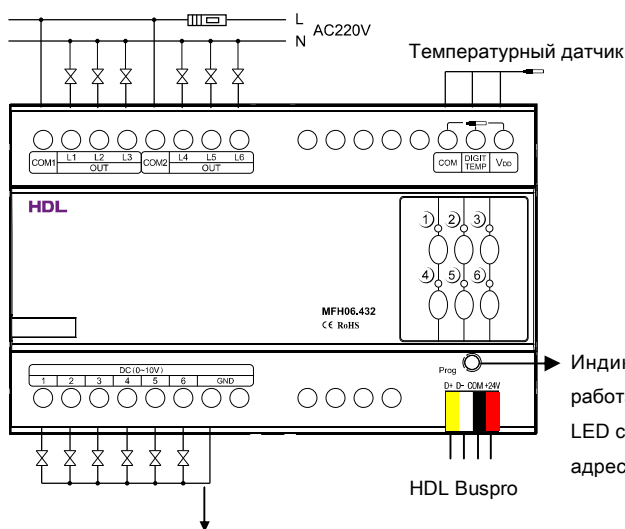 L
N
AC220V
Температурный датчик
COM1 L1 L2 L3 COM2 L4 L5 L6
OUT OUT
COM DIGIT TEMP VDD
HDL
1 2 3
4 5 6
MFH06.432
CE RoHS
DC (0~10V)
1 2 3 4 5 6 GND
Prog
D+ D- COM +24V
работа
LED с
адрес
HDL Buspro